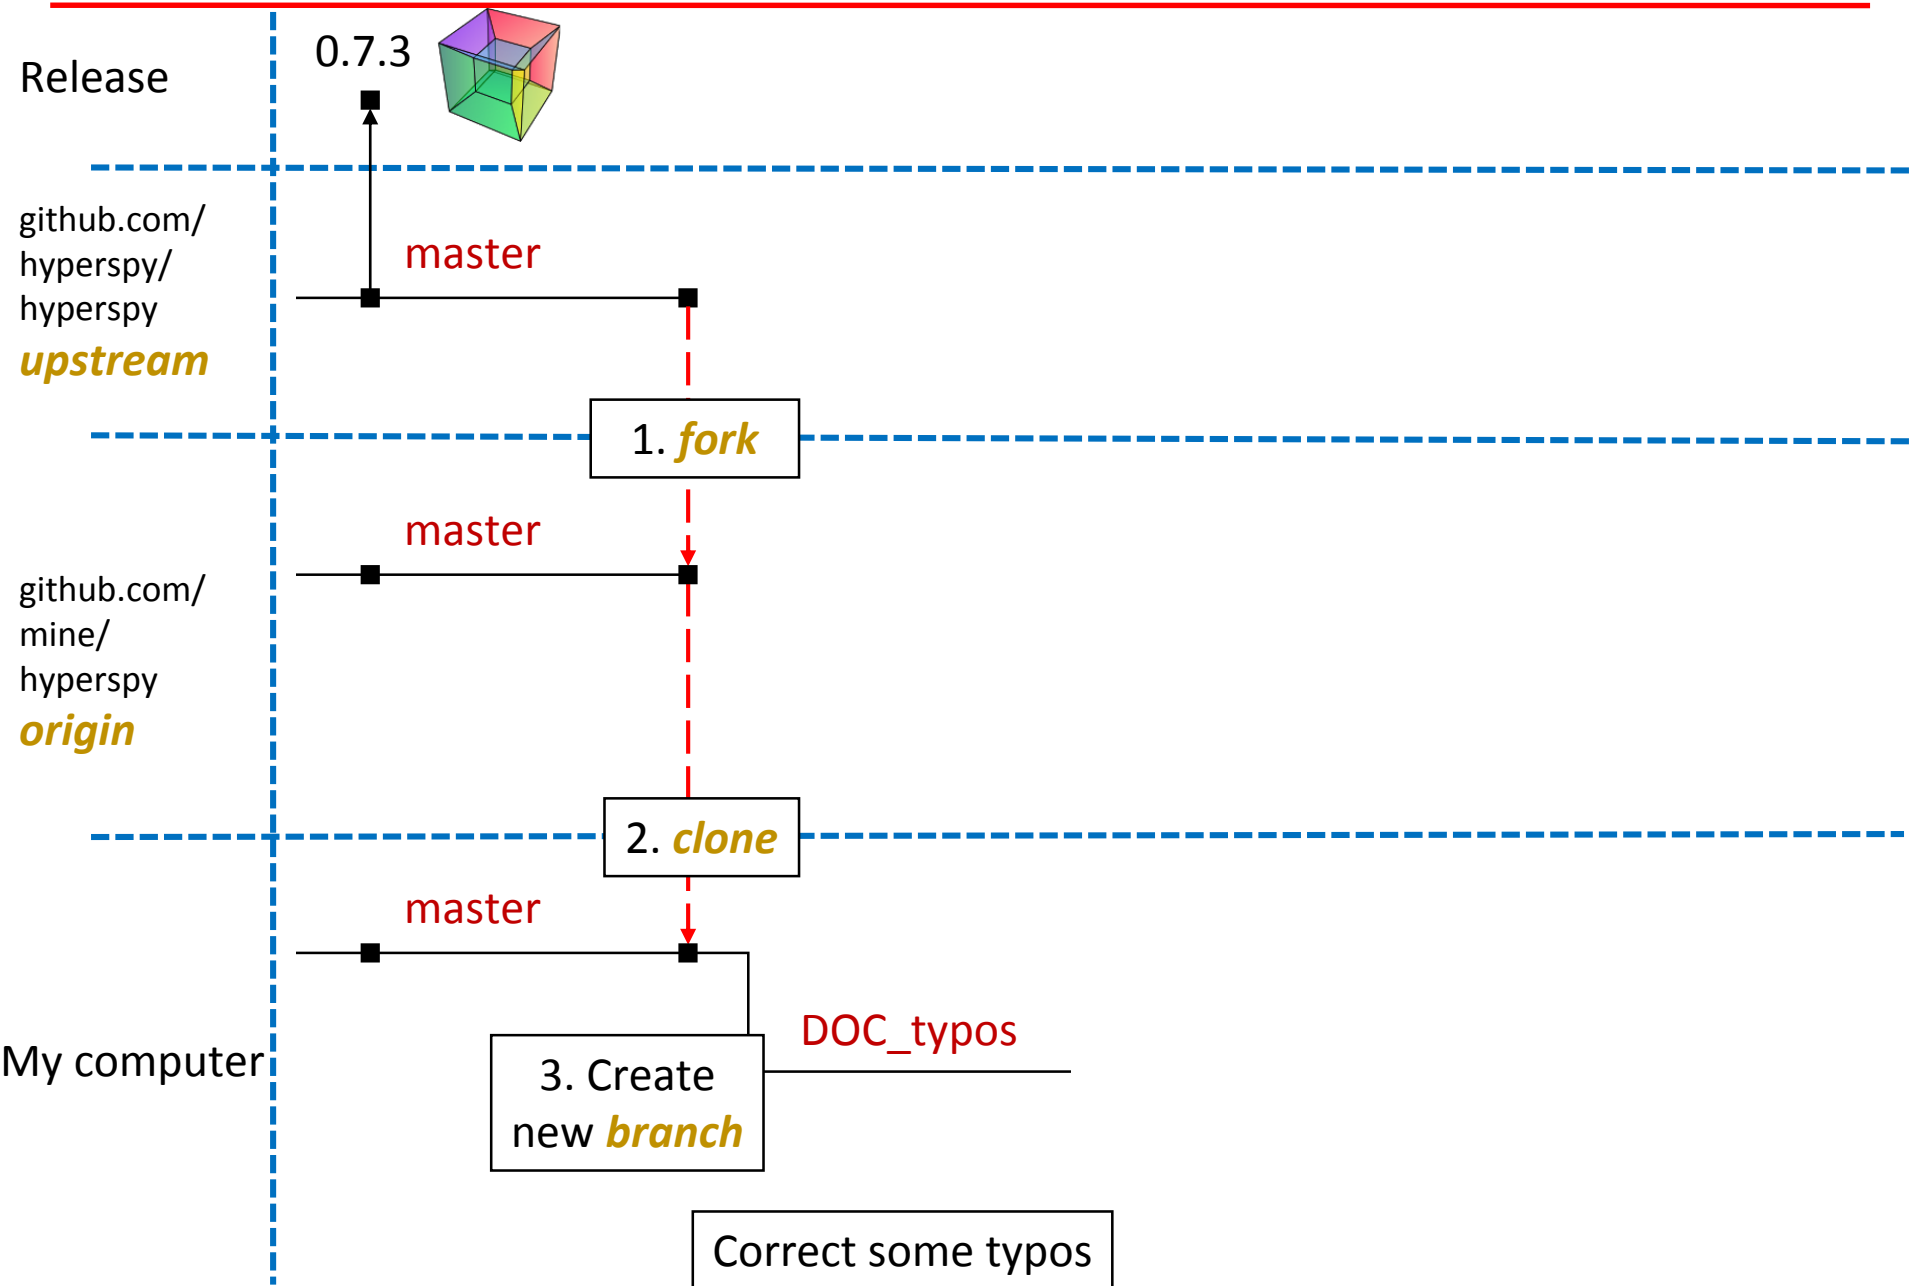 Release
0.7.3
github.com/
hyperspy/
hyperspy
upstream
master
1. fork
master
github.com/
mine/
hyperspy
origin
2. clone
master
My computer
3. Create
new branch
DOC_typos
Correct some typos